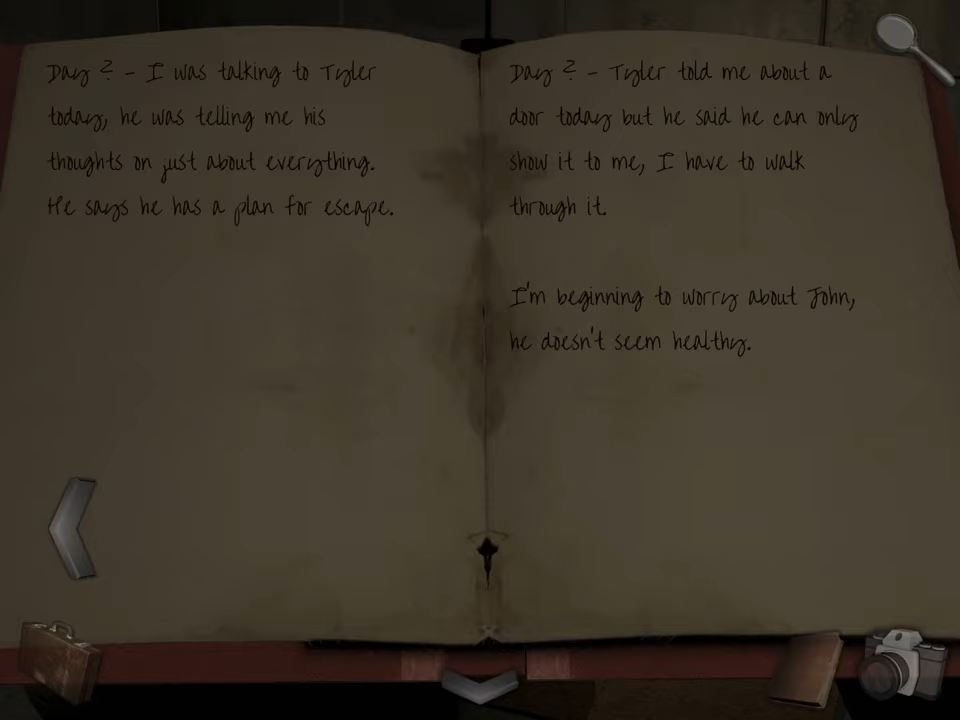 Day ? - I was talking to Tyler
today, he was telling me his
thoughts on just about everything.
He says he has a plan for escape.
Day ? - Tyler told me about a
door today but he said he can only
show it to me, I have to walk
through it.
I'm beginning to worry about John,
he doesn't seem healthy.